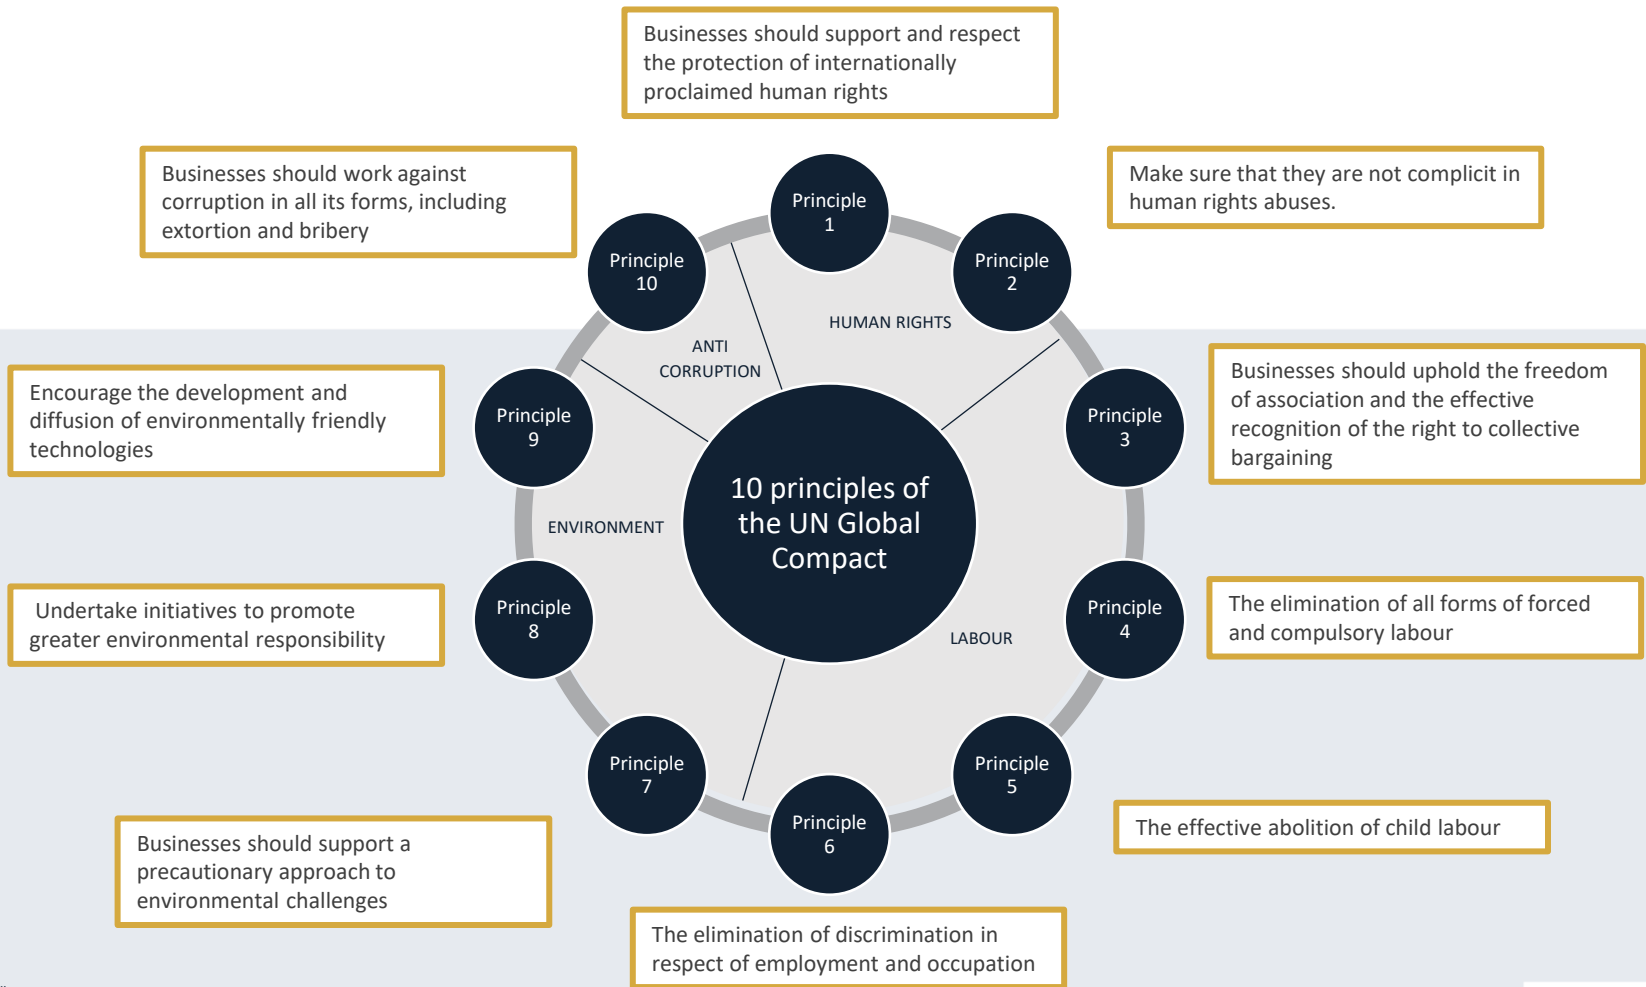 Businesses should support and respect
the protection of internationally
proclaimed human rights
Businesses should work against
corruption in all its forms, including
extortion and bribery
Make sure that they are not complicit in
human rights abuses.
Principle
1
Principle
10
Principle
2
HUMAN RIGHTS
ANTI
CORRUPTION
Encourage the development and
diffusion of environmentally friendly
technologies
Principle
9
Principle
3
Businesses should uphold the freedom
of association and the effective
recognition of the right to collective
bargaining
10 principles of
the UN Global
Compact
ENVIRONMENT
Undertake initiatives to promote
greater environmental responsibility
Principle
8
LABOUR
Principle
4
The elimination of all forms of forced
and compulsory labour
Principle
7
Principle
5
Businesses should support a
precautionary approach to
environmental challenges
Principle
6
The effective abolition of child labour
The elimination of discrimination in
respect of employment and occupation